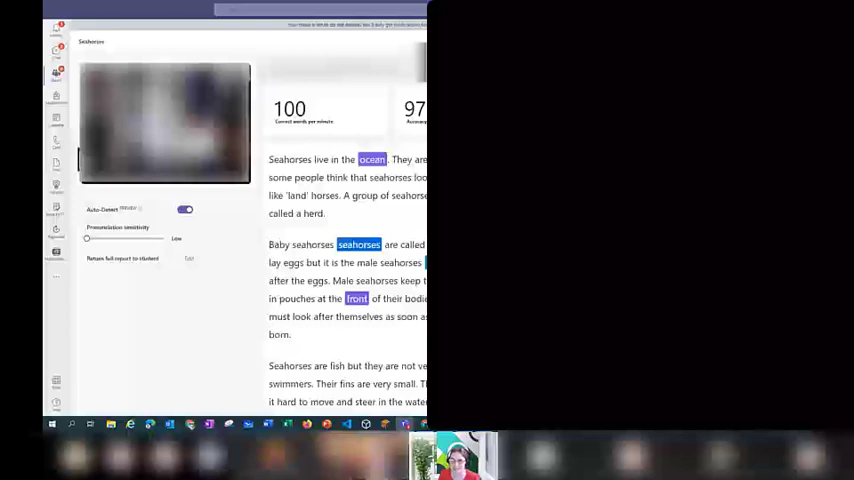 Seahorses
100
Correct words per minute
97
Auto-Detect PREVIEW
Pronunciation sensitivity
Low
Return full report to student
Edit
Seahorses live in the ocean. They are
some people think that seahorses loo
like 'land' horses. A group of seahorse
called a herd.
Baby seahorses seahorses are called
lay eggs but it is the male seahorses
after the eggs. Male seahorses keep t
in pouches at the front of their bodie
must look after themselves as soon as
born.
Seahorses are fish but they are not ve
swimmers. Their fins are very small. T
it hard to move and steer in the water